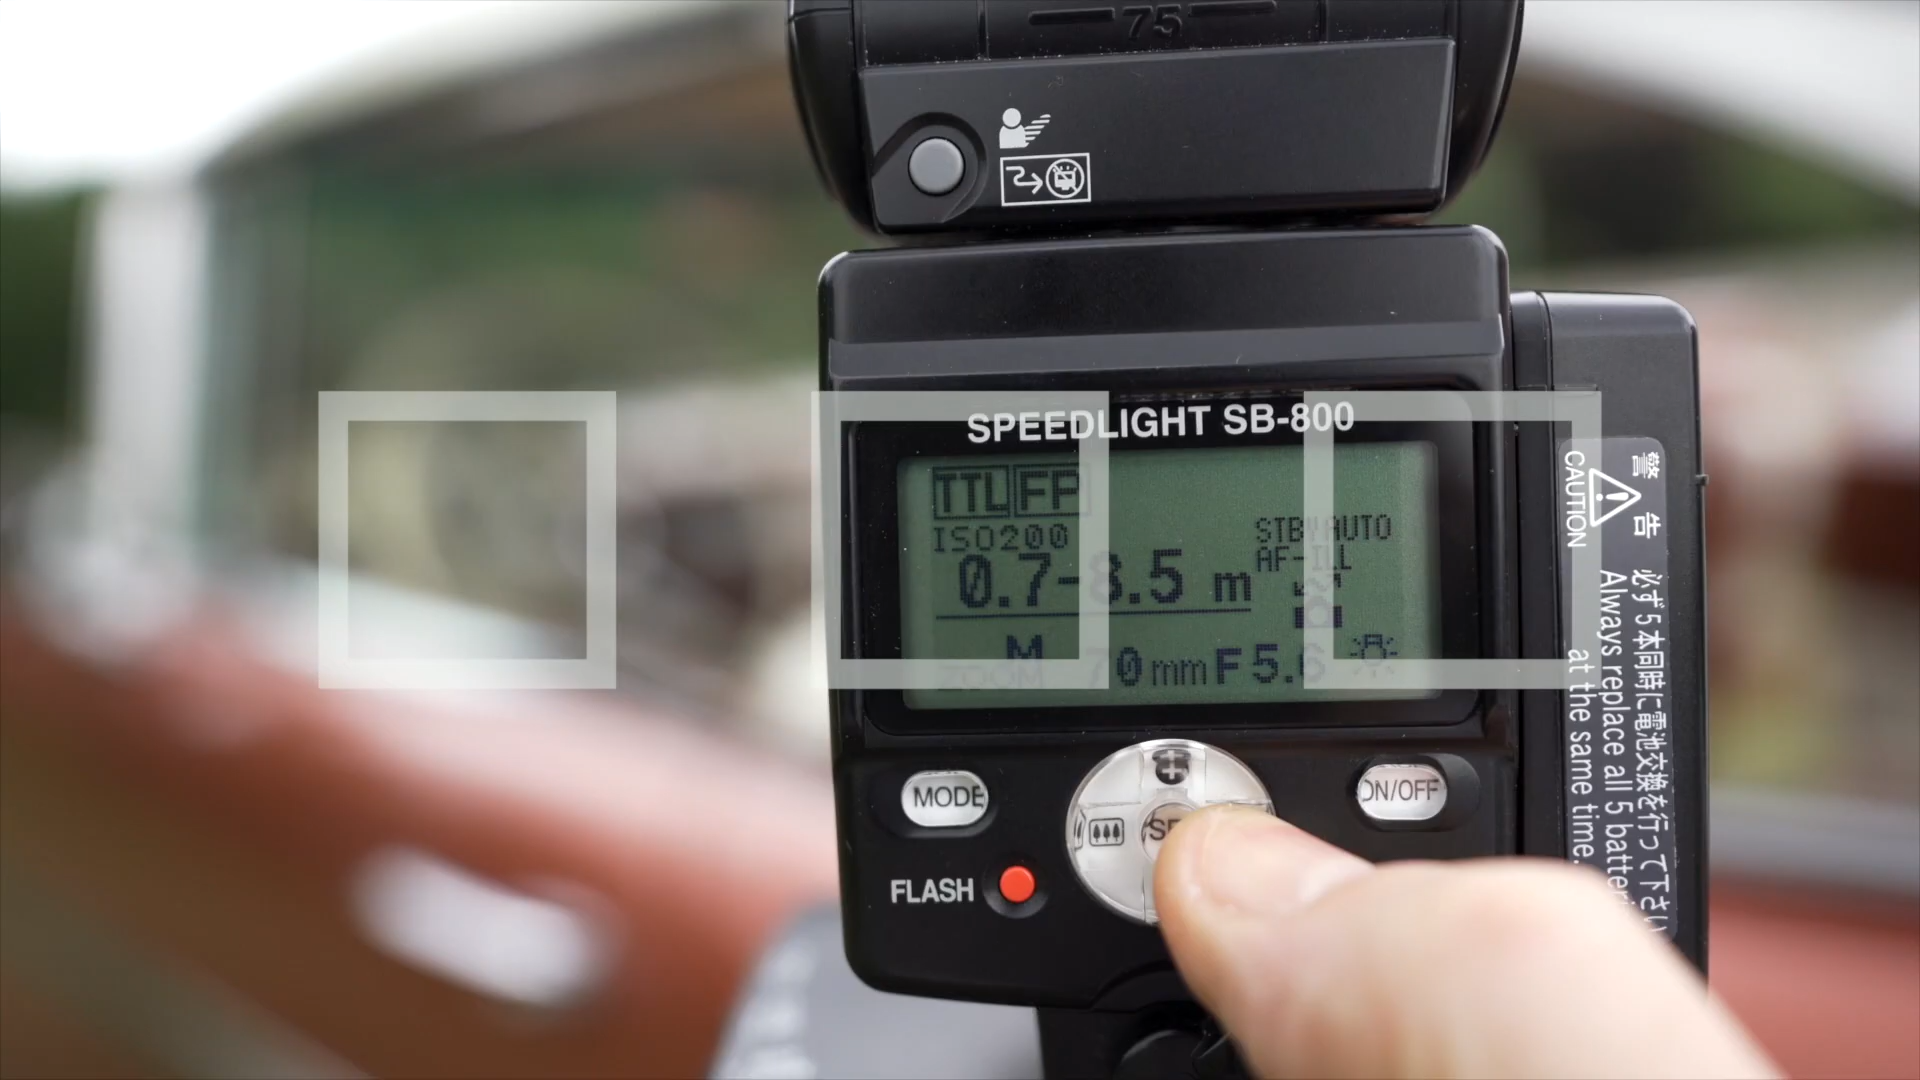 75
SPEEDLIGHT SB-800
TTL FP
ISO200
STBY AUTO
AF-ILL
0.7-8.5 m
M
ZOOM 70mm F5.6
MODE
ON/OFF
FLASH
警告
CAUTION
必ず5本同時に電池交換を行って下さい
Always replace all 5
at the same time.